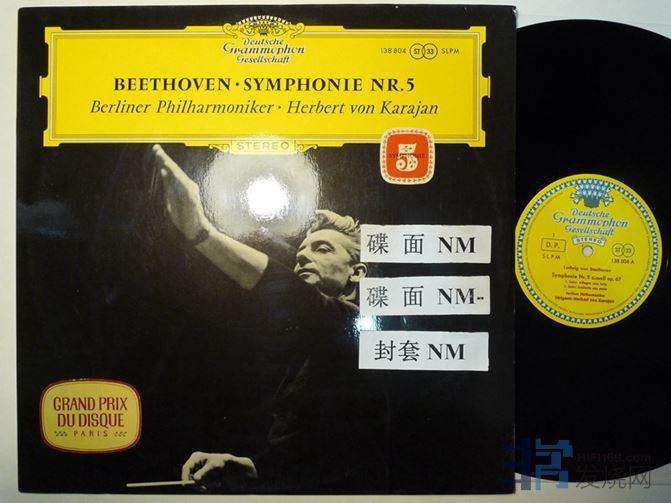 Deutsche
Grammophon
Gesellschaft
138 804 ST 33 SLPM
BEETHOVEN · SYMPHONIE NR. 5
Berliner Philharmoniker · Herbert von Karajan
STEREO
SYMPHONIE
5
碟 面 NM
碟 面 NM--
封套 NM
GRAND PRIX
DU DISQUE
PARIS
Deutsche
Grammophon
Gesellschaft
STEREO
1
D.P.
SLPM
ST 33
138 804 A
Ludwig van Beethoven
Symphonie Nr. 5 c-moll op. 67
Berliner Philharmoniker
Dirigent: Herbert von Karajan
HIFI168.com
发烧网